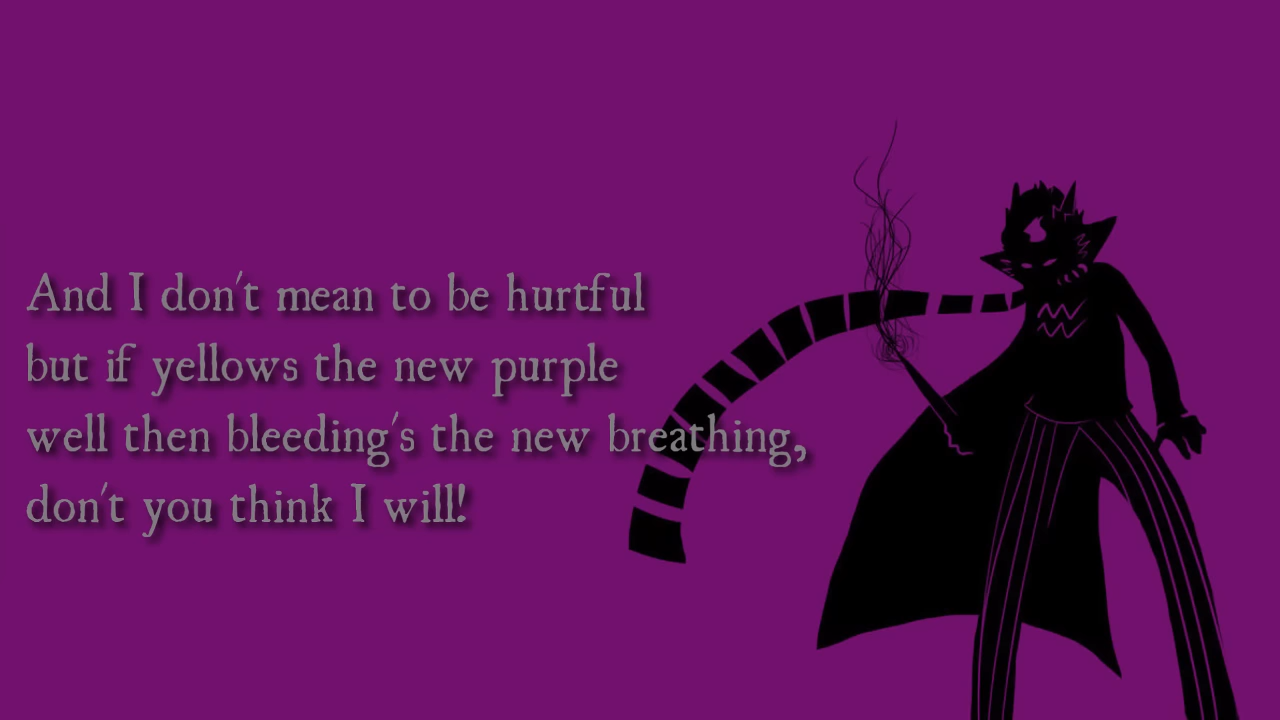 And I don't mean to be hurtful
but if yellows the new purple
well then bleeding's the new breathing,
don't you think I will!